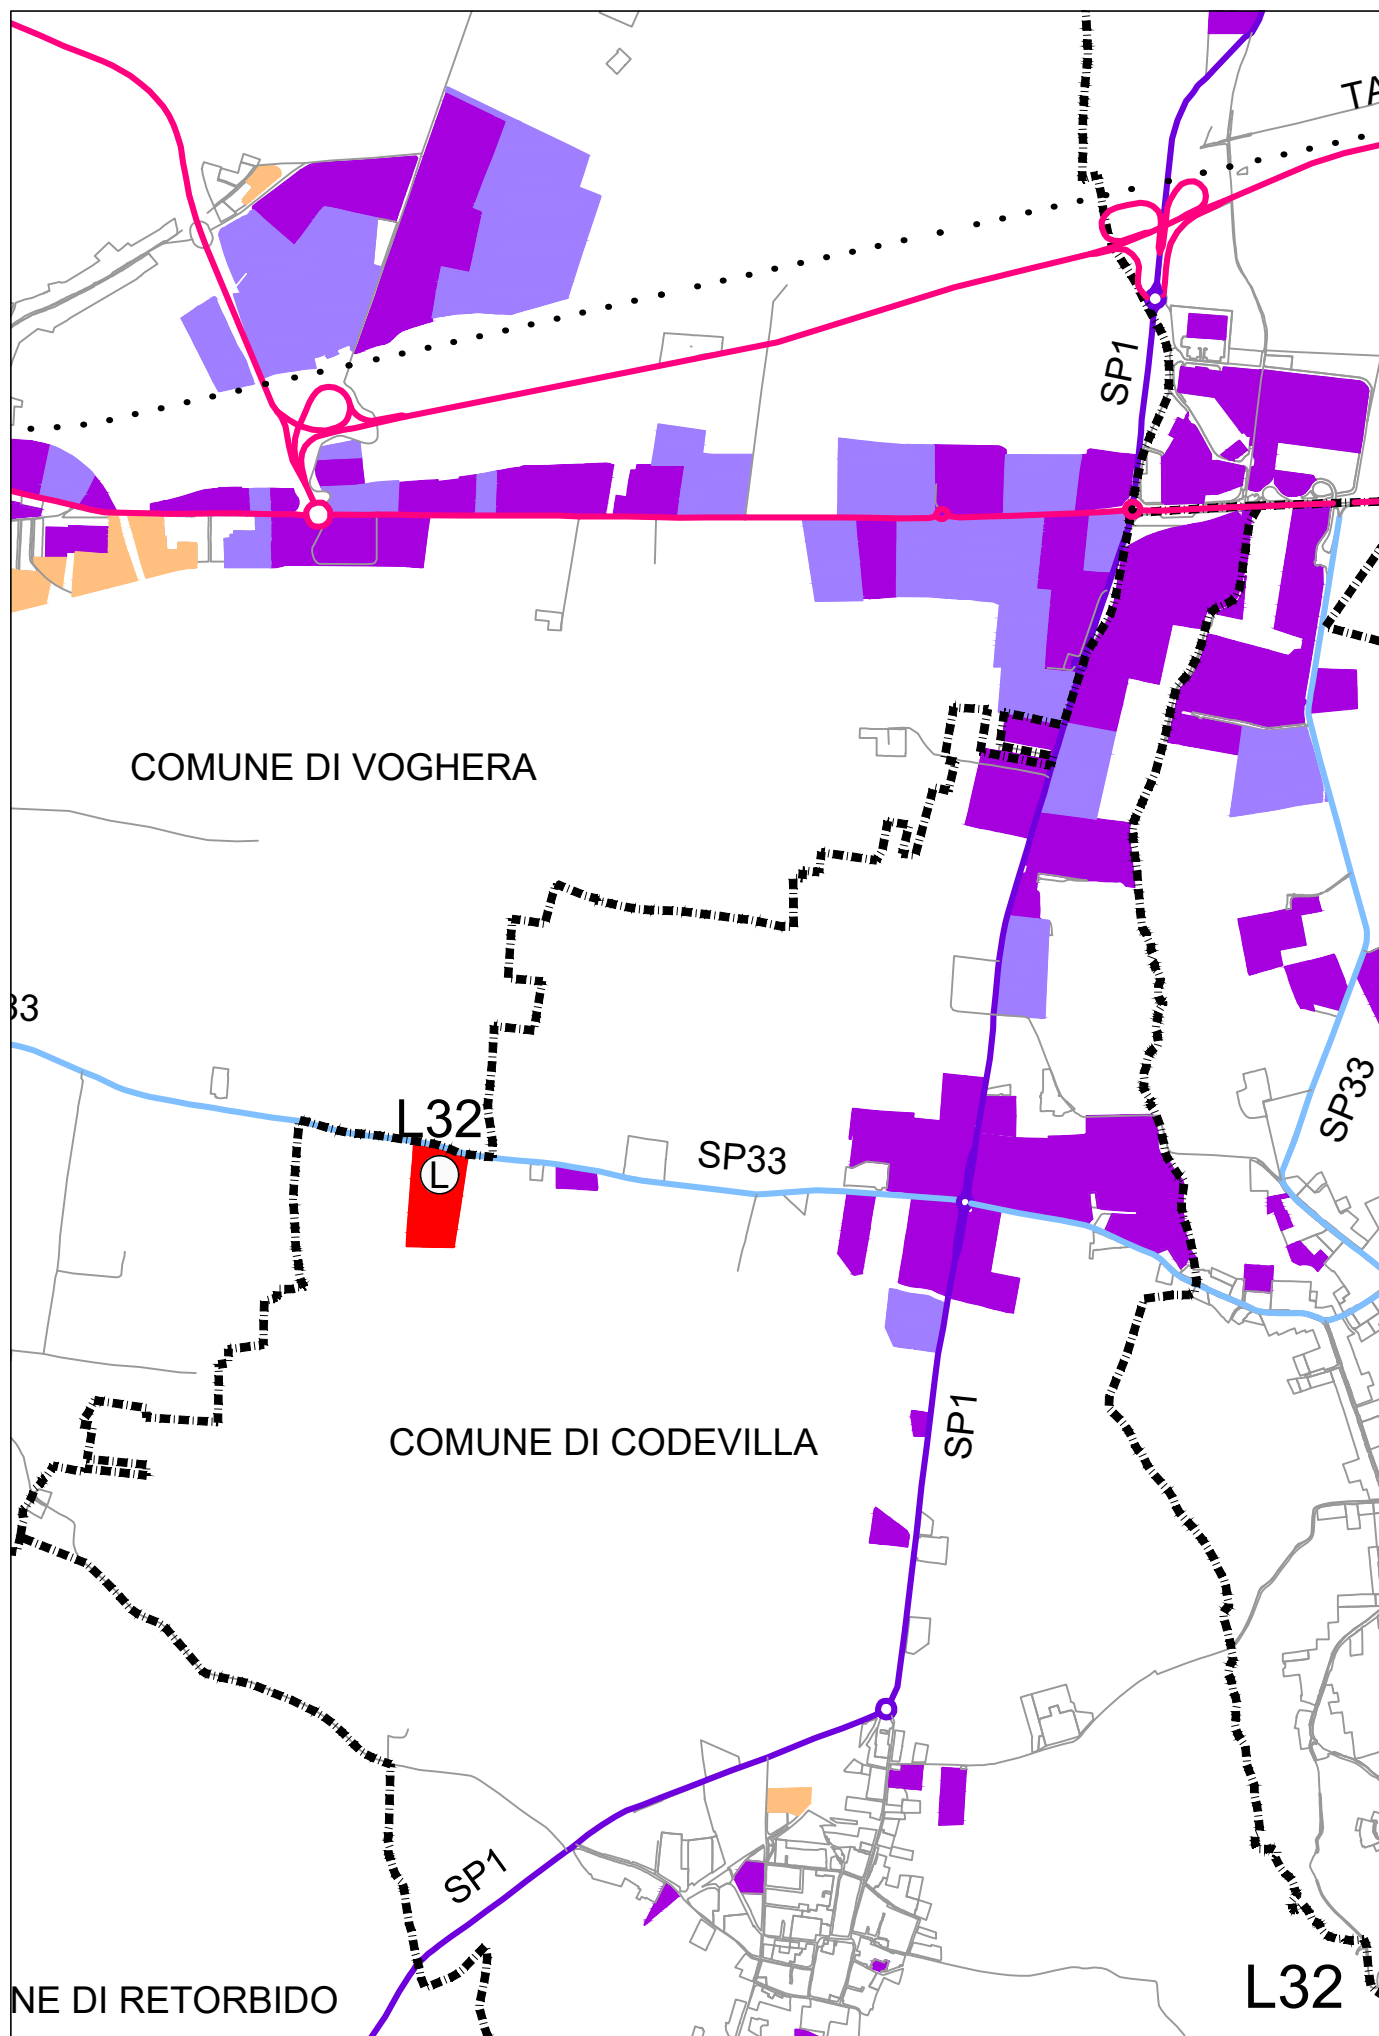 TA
SP1
COMUNE DI VOGHERA
33
L32
L
SP33
SP33
COMUNE DI CODEVILLA
SP1
SP1
NE DI RETORBIDO
L32